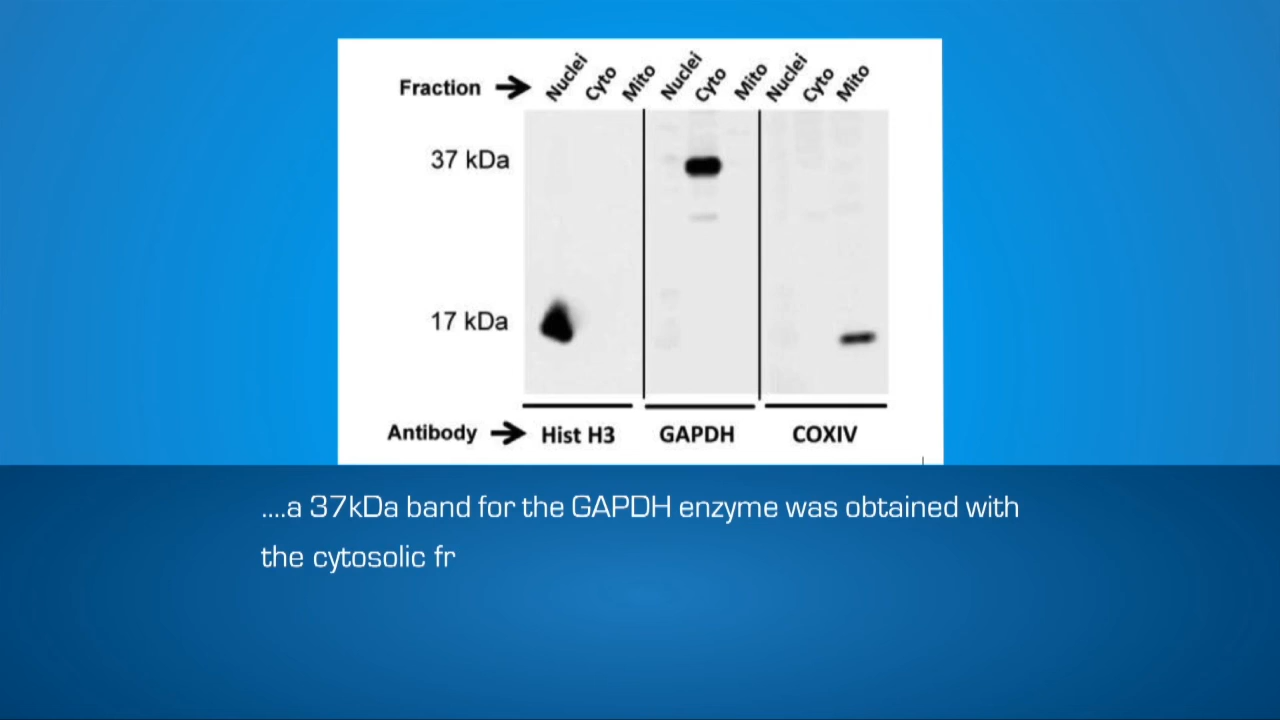 Fraction → Nuclei Cyto Mito Nuclei Cyto Mito Nuclei Cyto Mito
37 kDa
17 kDa
Antibody → Hist H3 GAPDH COXIV
....a 37kDa band for the GAPDH enzyme was obtained with
the cytosolic fr